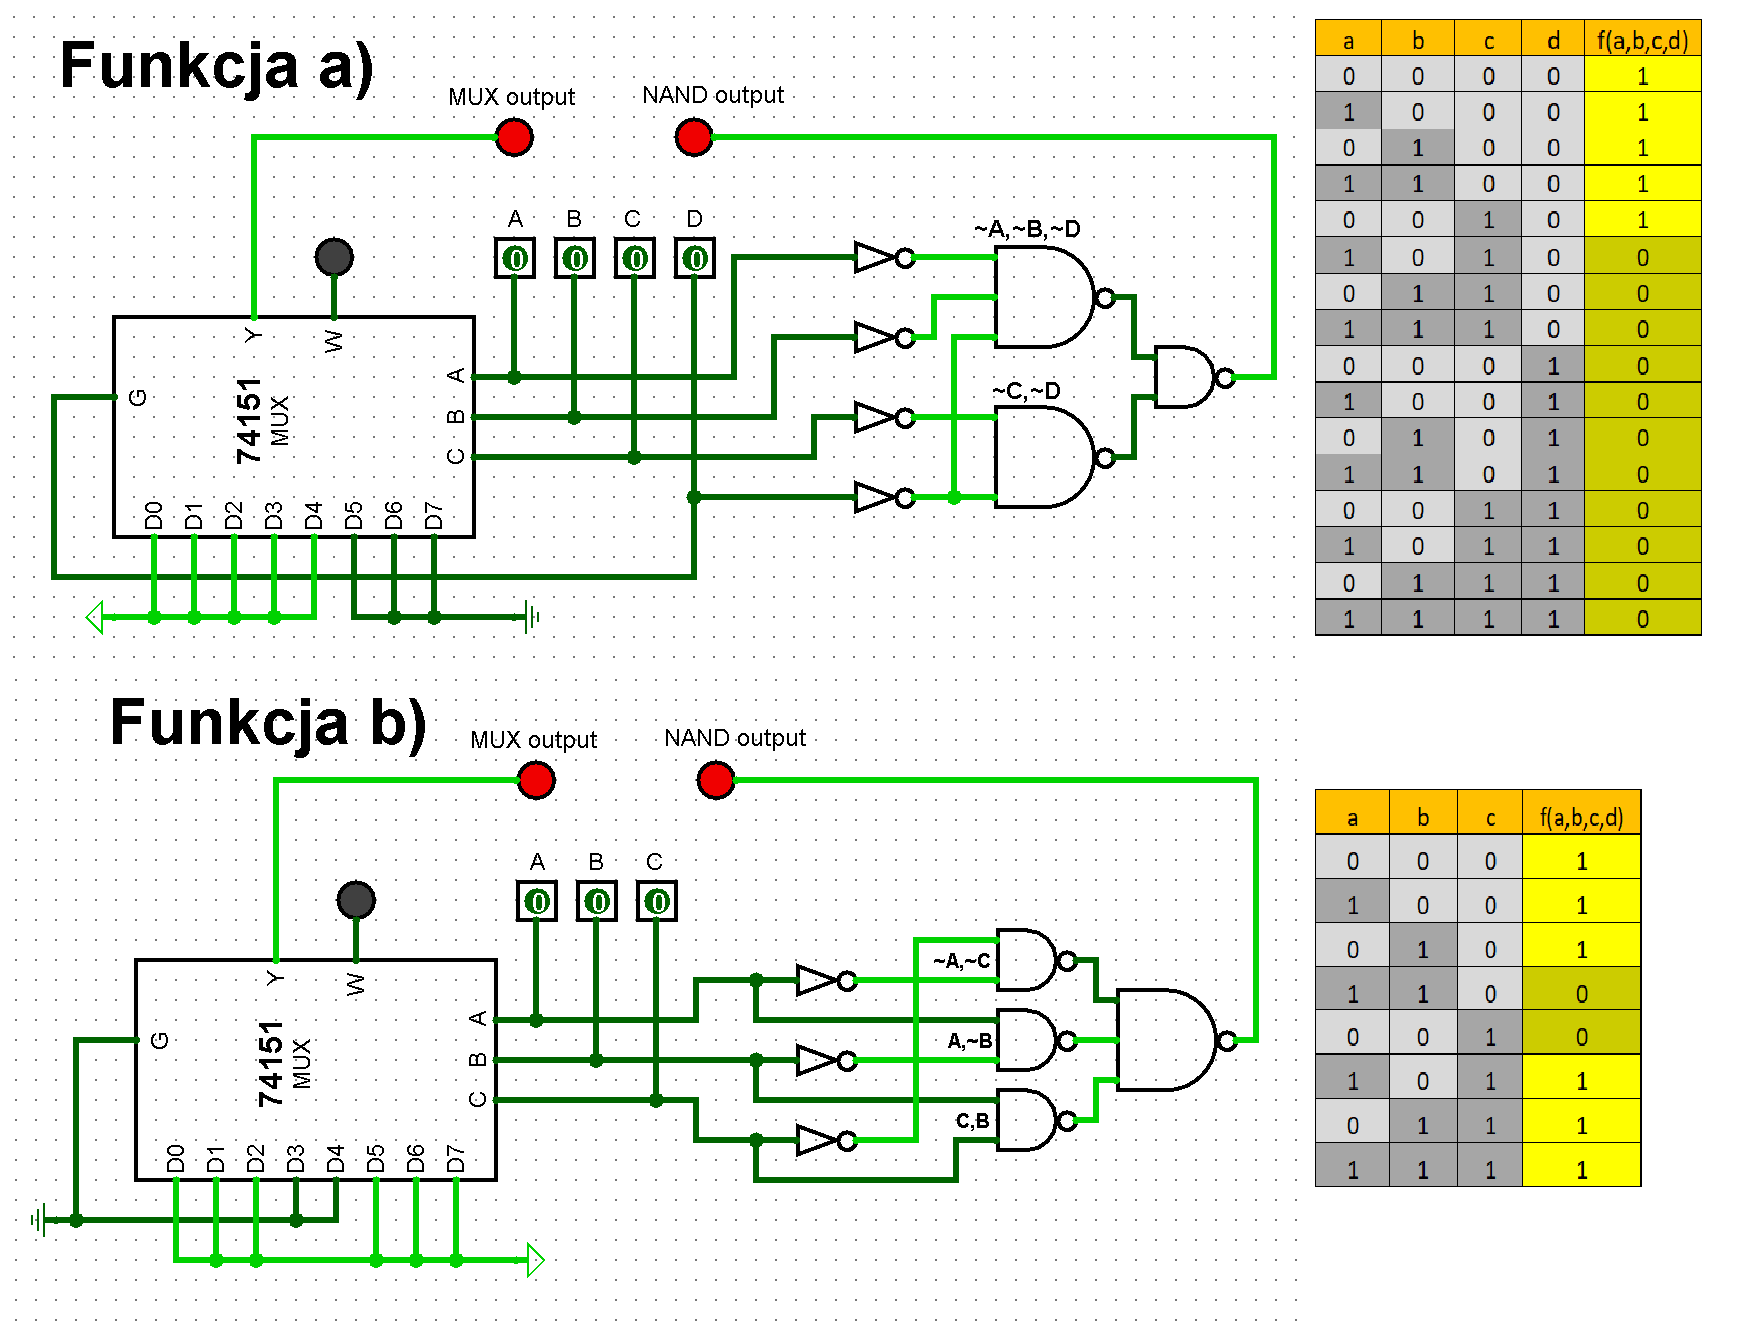 Funkcja a)
MUX output
NAND output
A B C D
0 0 0 0
Y
W
G
74151
MUX
A
B
C
D0 D1 D2 D3 D4 D5 D6 D7
~A,~B,~D
~C,~D
a b c d f(a,b,c,d)
0 0 0 0 1
1 0 0 0 1
0 1 0 0 1
1 1 0 0 1
0 0 1 0 1
1 0 1 0 0
0 1 1 0 0
1 1 1 0 0
0 0 0 1 0
1 0 0 1 0
0 1 0 1 0
1 1 0 1 0
0 0 1 1 0
1 0 1 1 0
0 1 1 1 0
1 1 1 1 0
Funkcja b)
MUX output
NAND output
A B C
0 0 0
Y
W
G
74151
MUX
A
B
C
D0 D1 D2 D3 D4 D5 D6 D7
~A,~C
A,~B
C,B
a b c f(a,b,c,d)
0 0 0 1
1 0 0 1
0 1 0 1
1 1 0 0
0 0 1 0
1 0 1 1
0 1 1 1
1 1 1 1